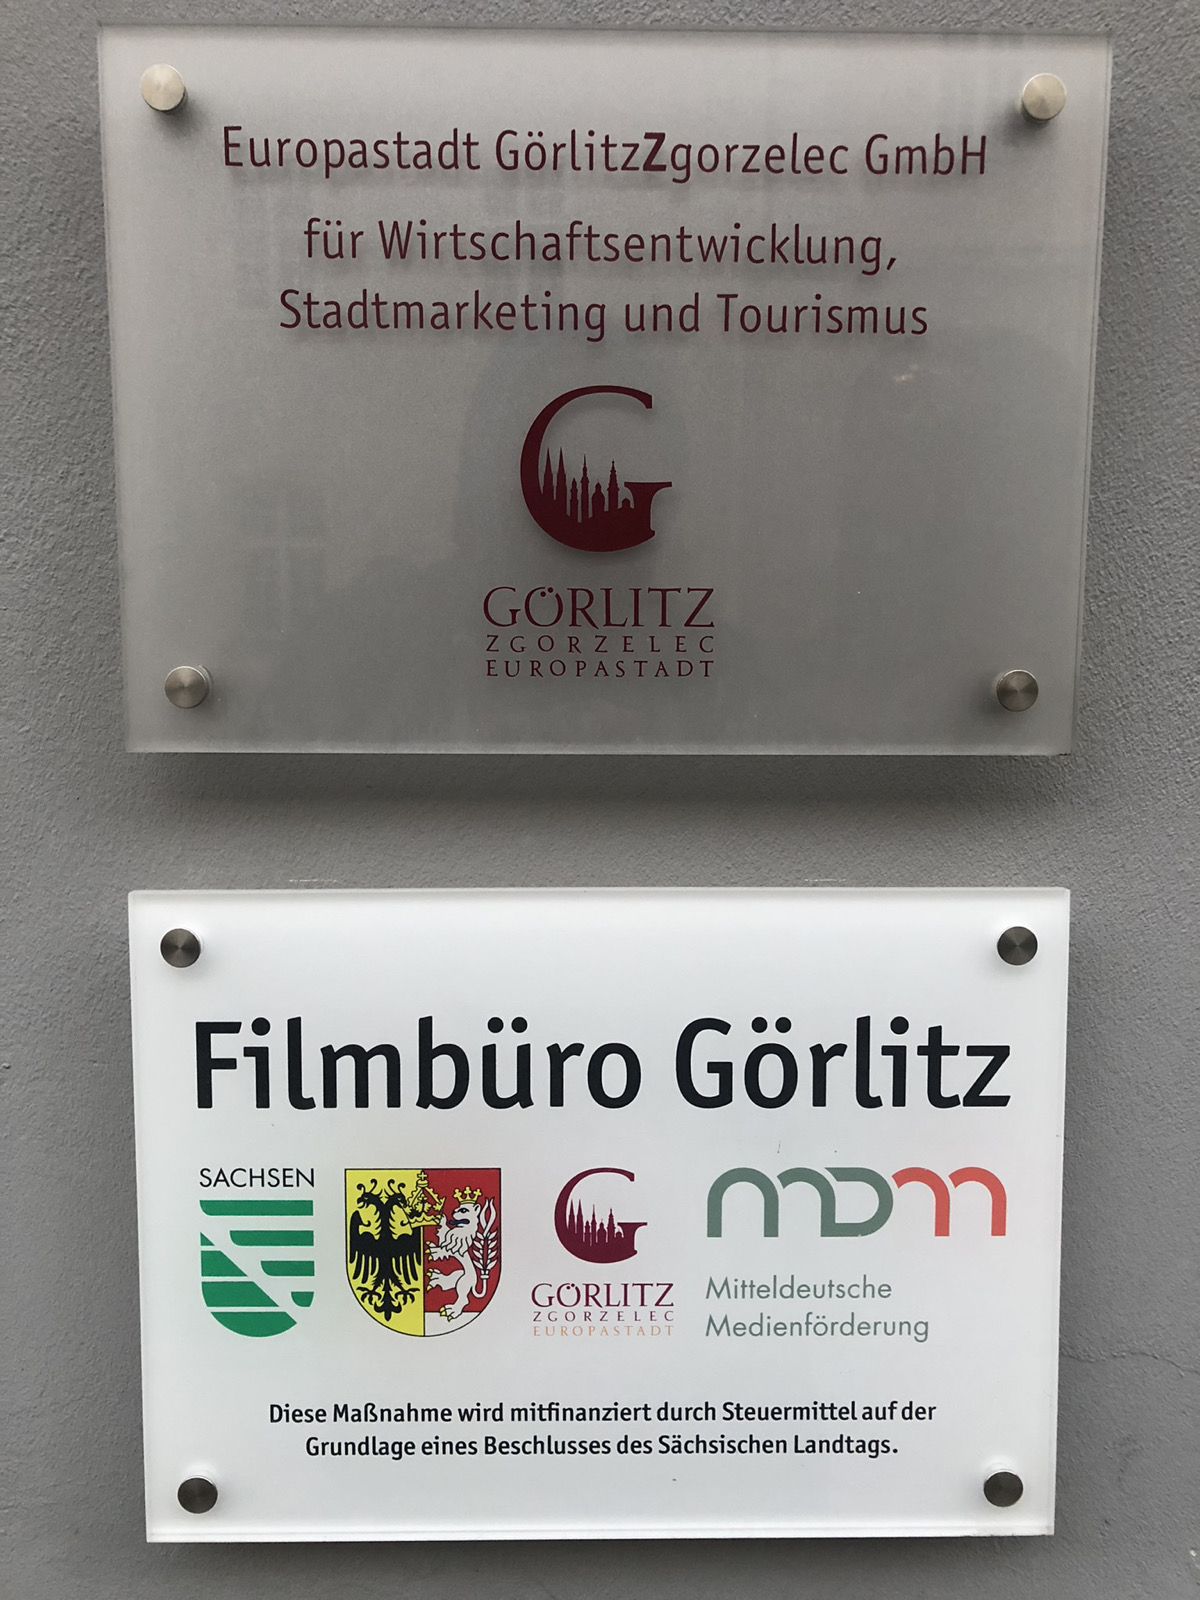 Europastadt GörlitzZgorzelec GmbH
für Wirtschaftsentwicklung,
Stadtmarketing und Tourismus
G
GÖRLITZ
ZGORZELEC
EUROPASTADT
Filmbüro Görlitz
SACHSEN
G
GÖRLITZ
ZGORZELEC
EUROPASTADT
mDm
Mitteldeutsche
Medienförderung
Diese Maßnahme wird mitfinanziert durch Steuermittel auf der
Grundlage eines Beschlusses des Sächsischen Landtags.